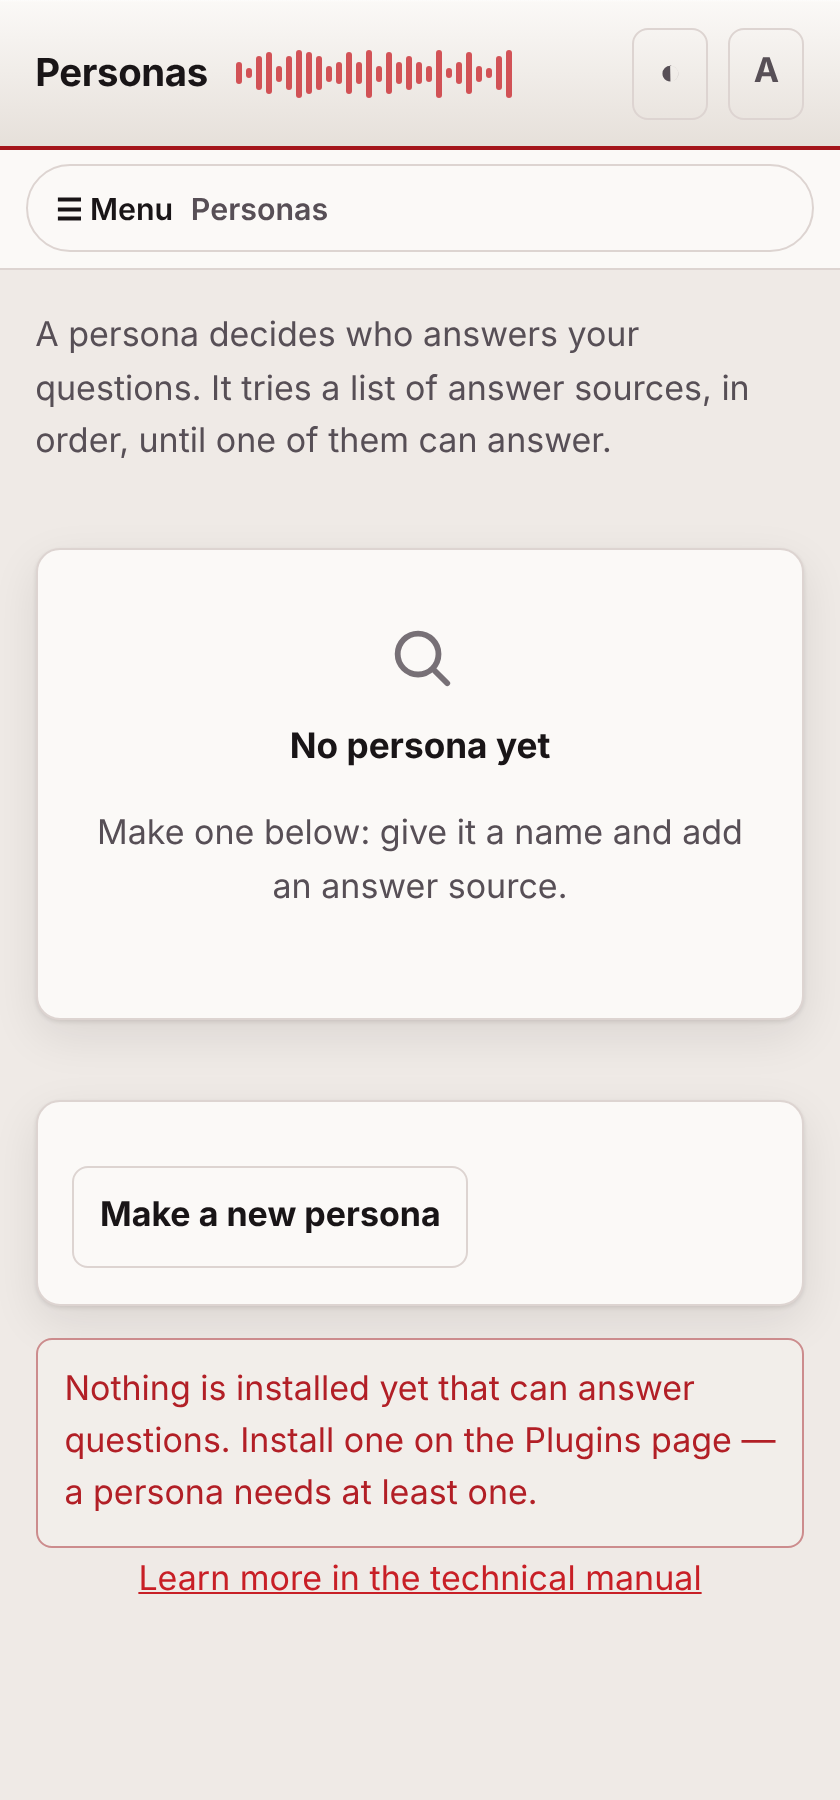 Personas
A
☰ Menu Personas
A persona decides who answers your
questions. It tries a list of answer sources, in
order, until one of them can answer.
No persona yet
Make one below: give it a name and add
an answer source.
Make a new persona
Nothing is installed yet that can answer
questions. Install one on the Plugins page —
a persona needs at least one.
Learn more in the technical manual